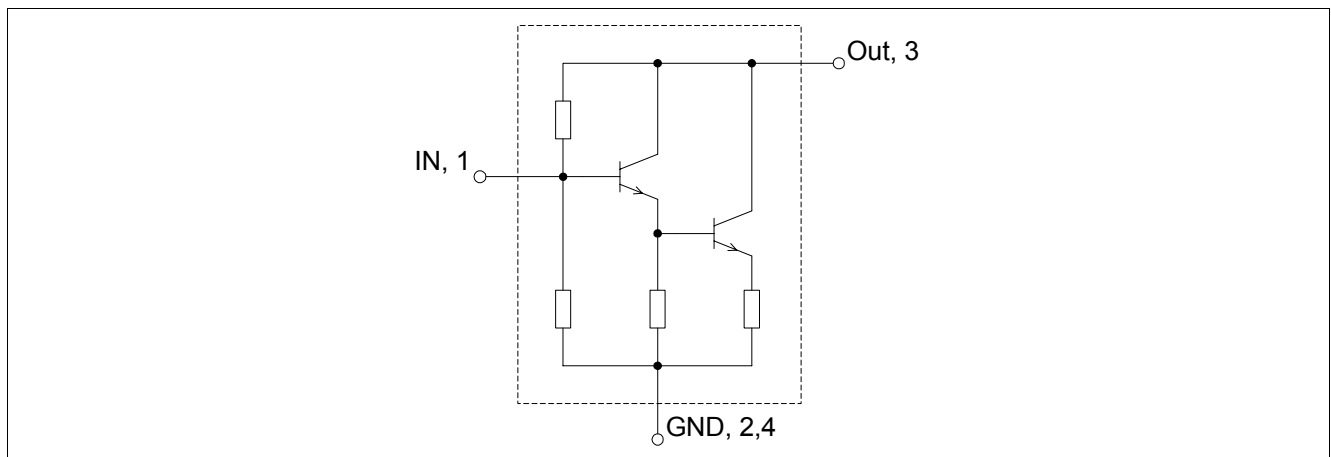 Out, 3
IN, 1
GND, 2,4